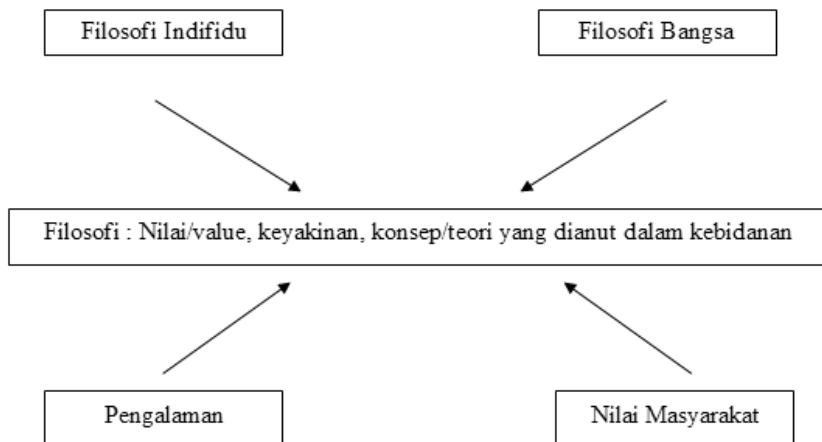 Filosofi Indifidu
Filosofi Bangsa
Filosofi : Nilai/value, keyakinan, konsep/teori yang dianut dalam kebidanan
Pengalaman
Nilai Masyarakat